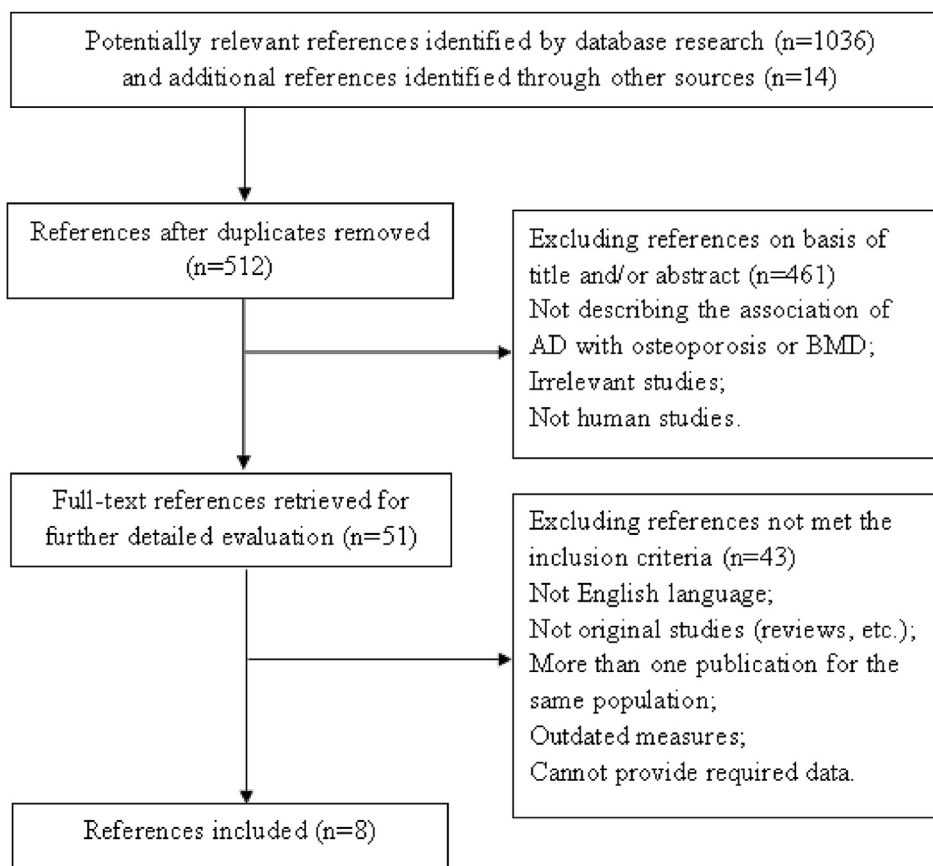 Potentially relevant references identified by database research (n=1036)
and additional references identified through other sources (n=14)
References after duplicates removed
(n=512)
Excluding references on basis of
title and/or abstract (n=461)
Not describing the association of
AD with osteoporosis or BMD;
Irrelevant studies;
Not human studies.
Full-text references retrieved for
further detailed evaluation (n=51)
Excluding references not met the
inclusion criteria (n=43)
Not English language;
Not original studies (reviews, etc.);
More than one publication for the
same population;
Outdated measures;
Cannot provide required data.
References included (n=8)